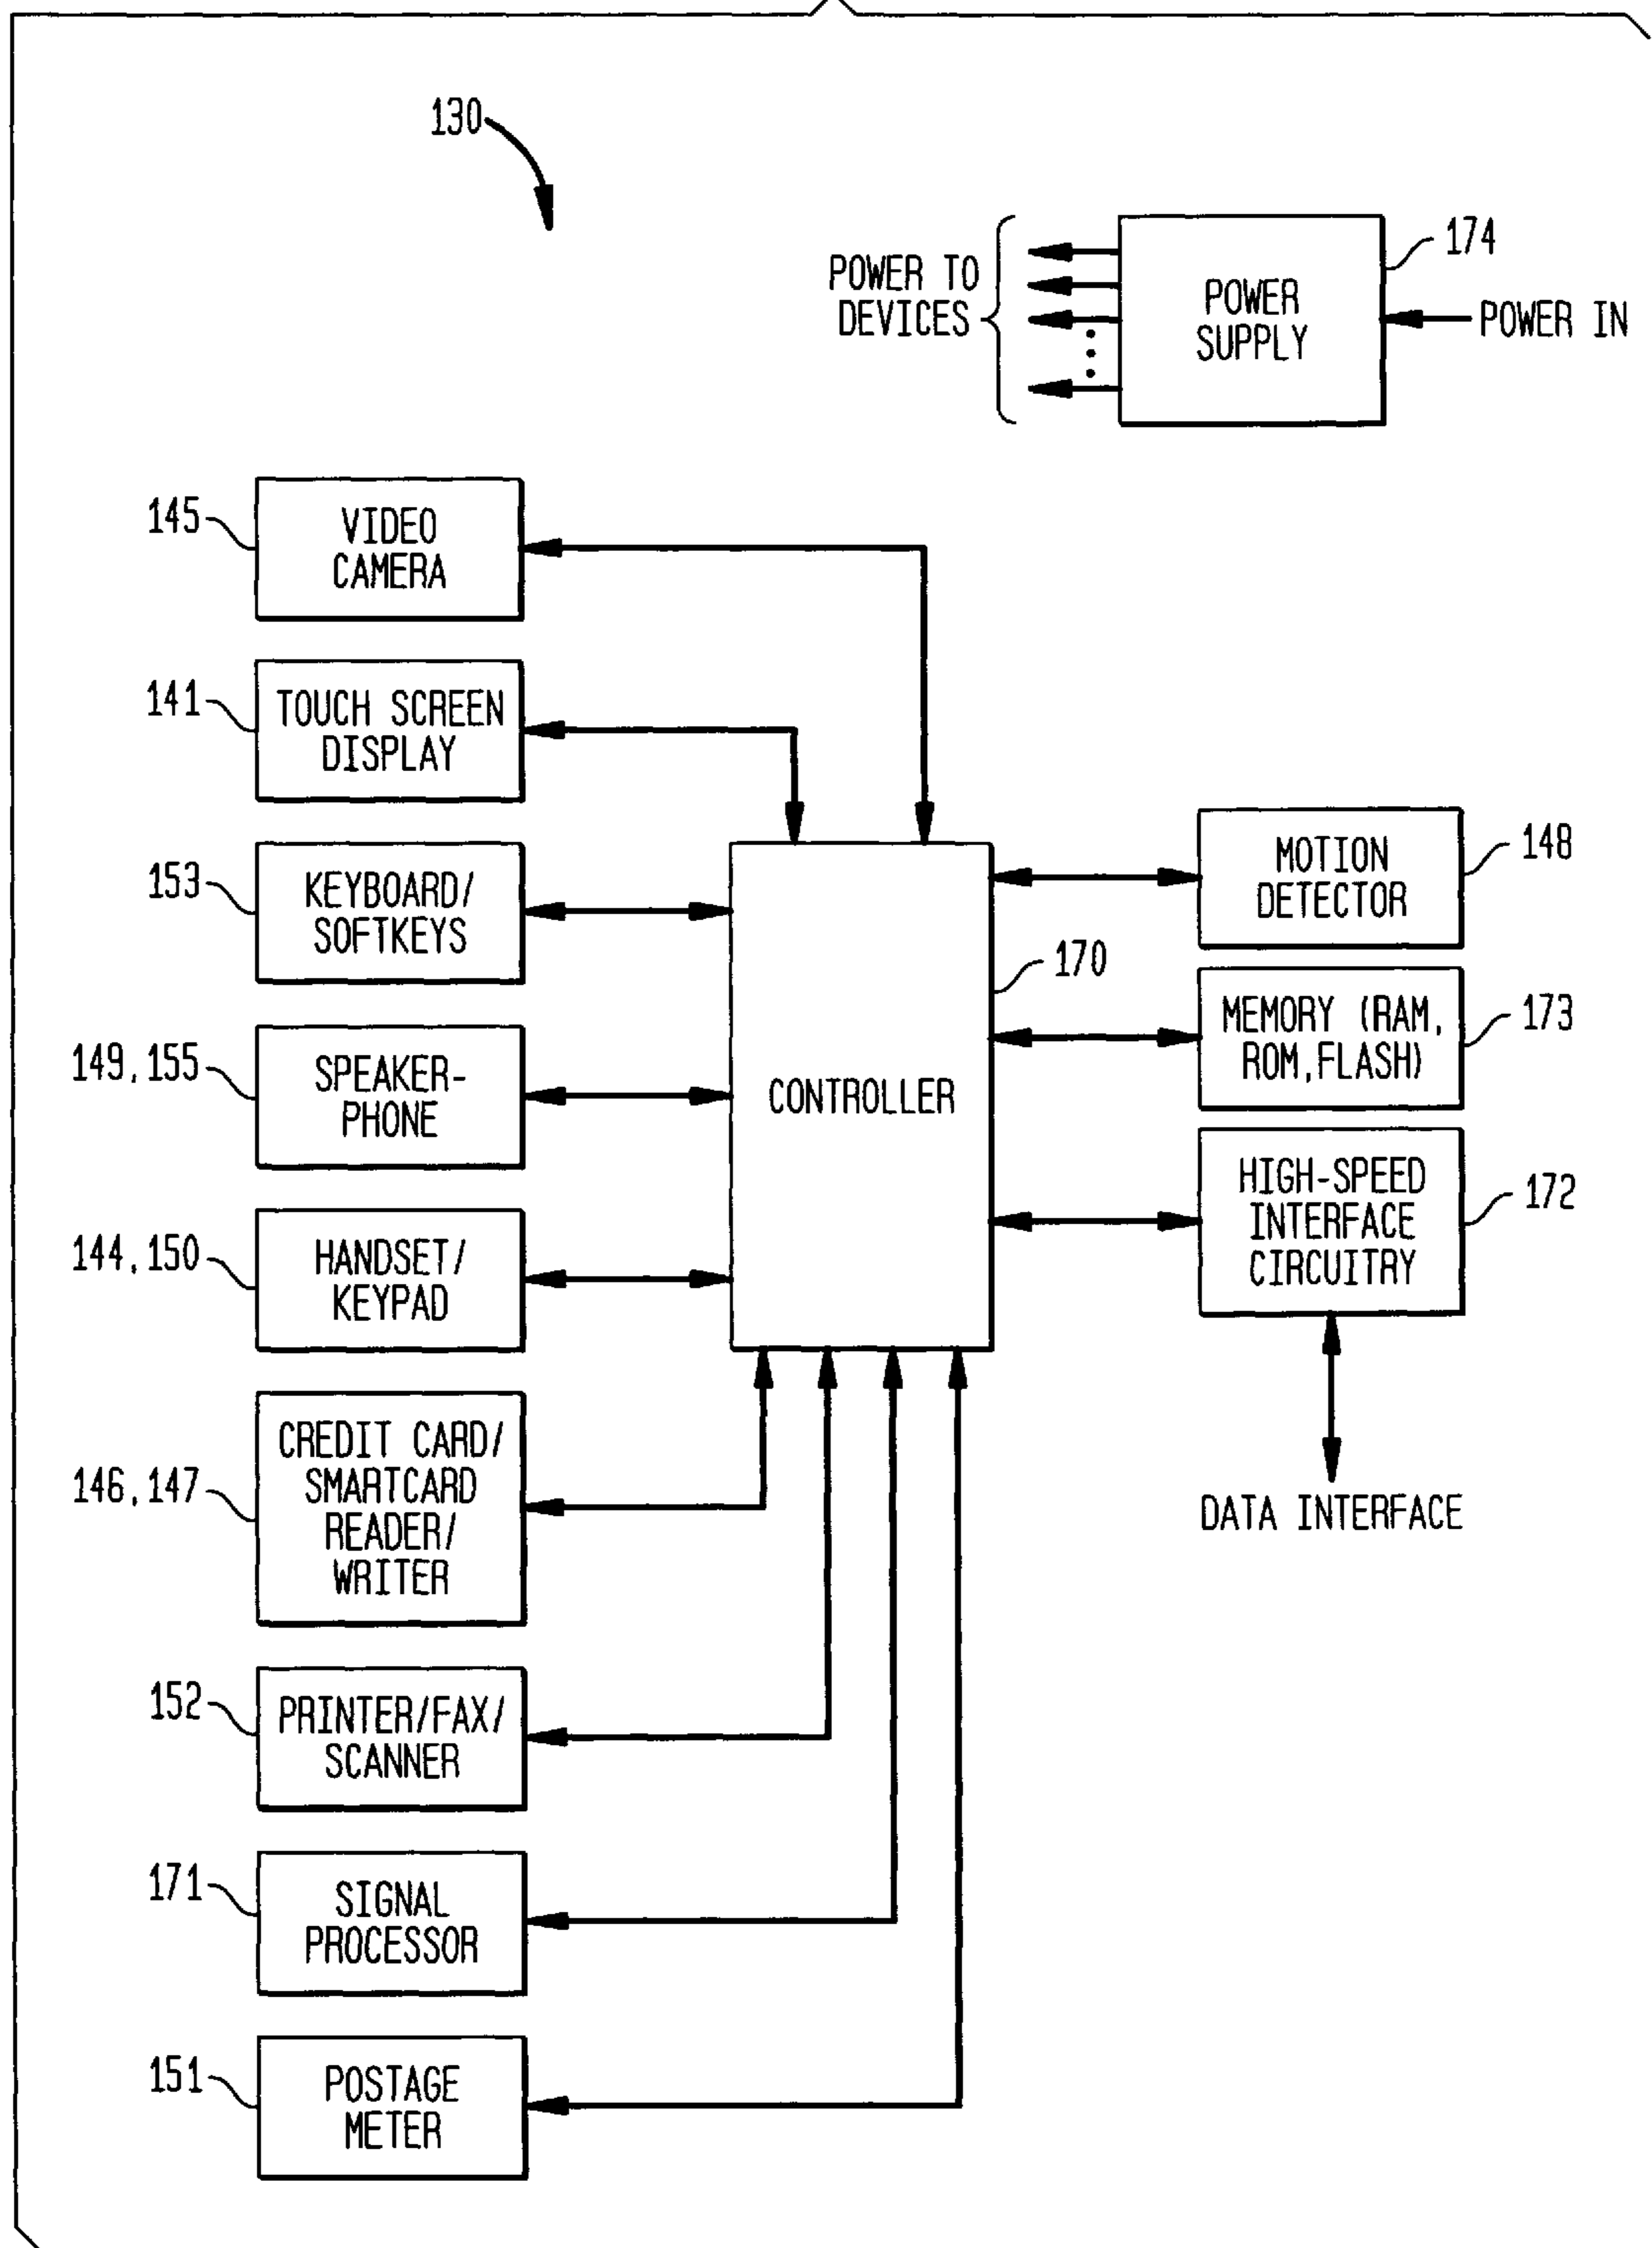 130
174
POWER TO
DEVICES
POWER
SUPPLY
POWER IN
145
VIDEO
CAMERA
141
TOUCH SCREEN
DISPLAY
153
KEYBOARD/
SOFTKEYS
149,155
SPEAKER-
PHONE
144,150
HANDSET/
KEYPAD
146,147
CREDIT CARD/
SMARTCARD
READER/
WRITER
152
PRINTER/FAX/
SCANNER
171
SIGNAL
PROCESSOR
151
POSTAGE
METER
170
CONTROLLER
148
MOTION
DETECTOR
173
MEMORY (RAM,
ROM,FLASH)
172
HIGH-SPEED
INTERFACE
CIRCUITRY
DATA INTERFACE